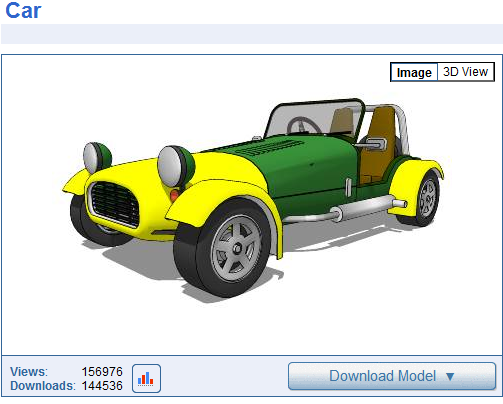 Car
Image 3D View
Views: 156976
Downloads: 144536
Download Model ▼